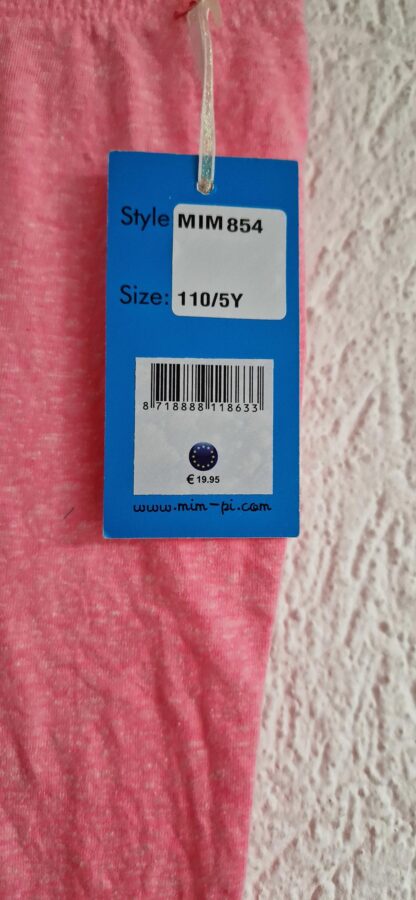 Style MIM 854
Size: 110/5Y
8 718888 118633
€ 19.95
www.mim-pi.com